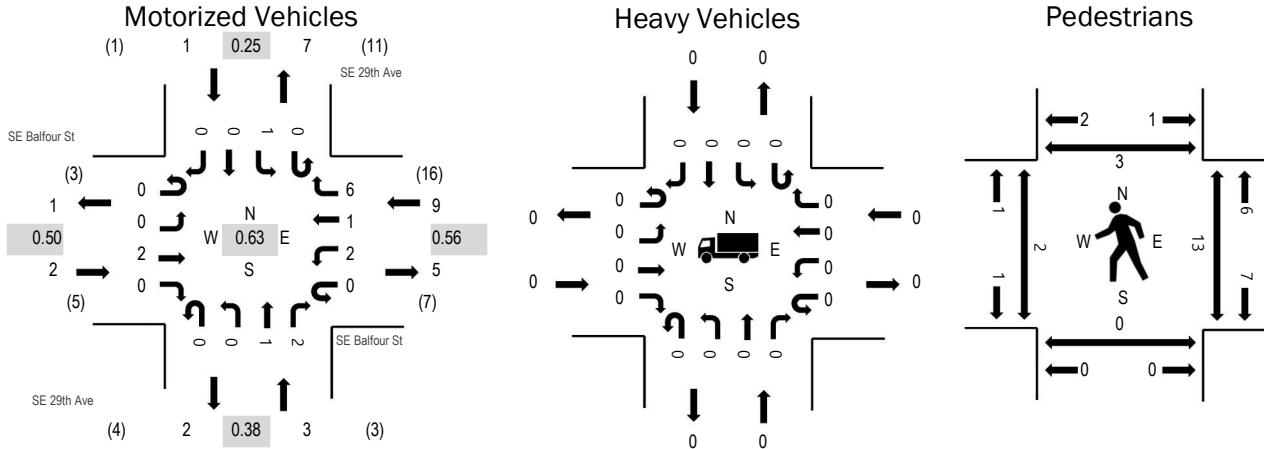 Motorized Vehicles
(1) 1 0.25 7 (11)
SE 29th Ave
SE Balfour St
0 0 1 0
(3) 0 6 (16)
1 0 N 1 9
0.50 W 0.63 E 0.56
2 2 S 2 5
(5) 0 0 (7)
0 0 1 2
SE Balfour St
SE 29th Ave
(4) 2 0.38 3 (3)
Heavy Vehicles
0 0
0 0 0 0
0 0
0 0 N 0 0
W E
0 0 S 0 0
0 0
0 0 0 0
0 0
Pedestrians
2 1
3
N
1 6
W 2 E 13
1 7
S
0
0 0